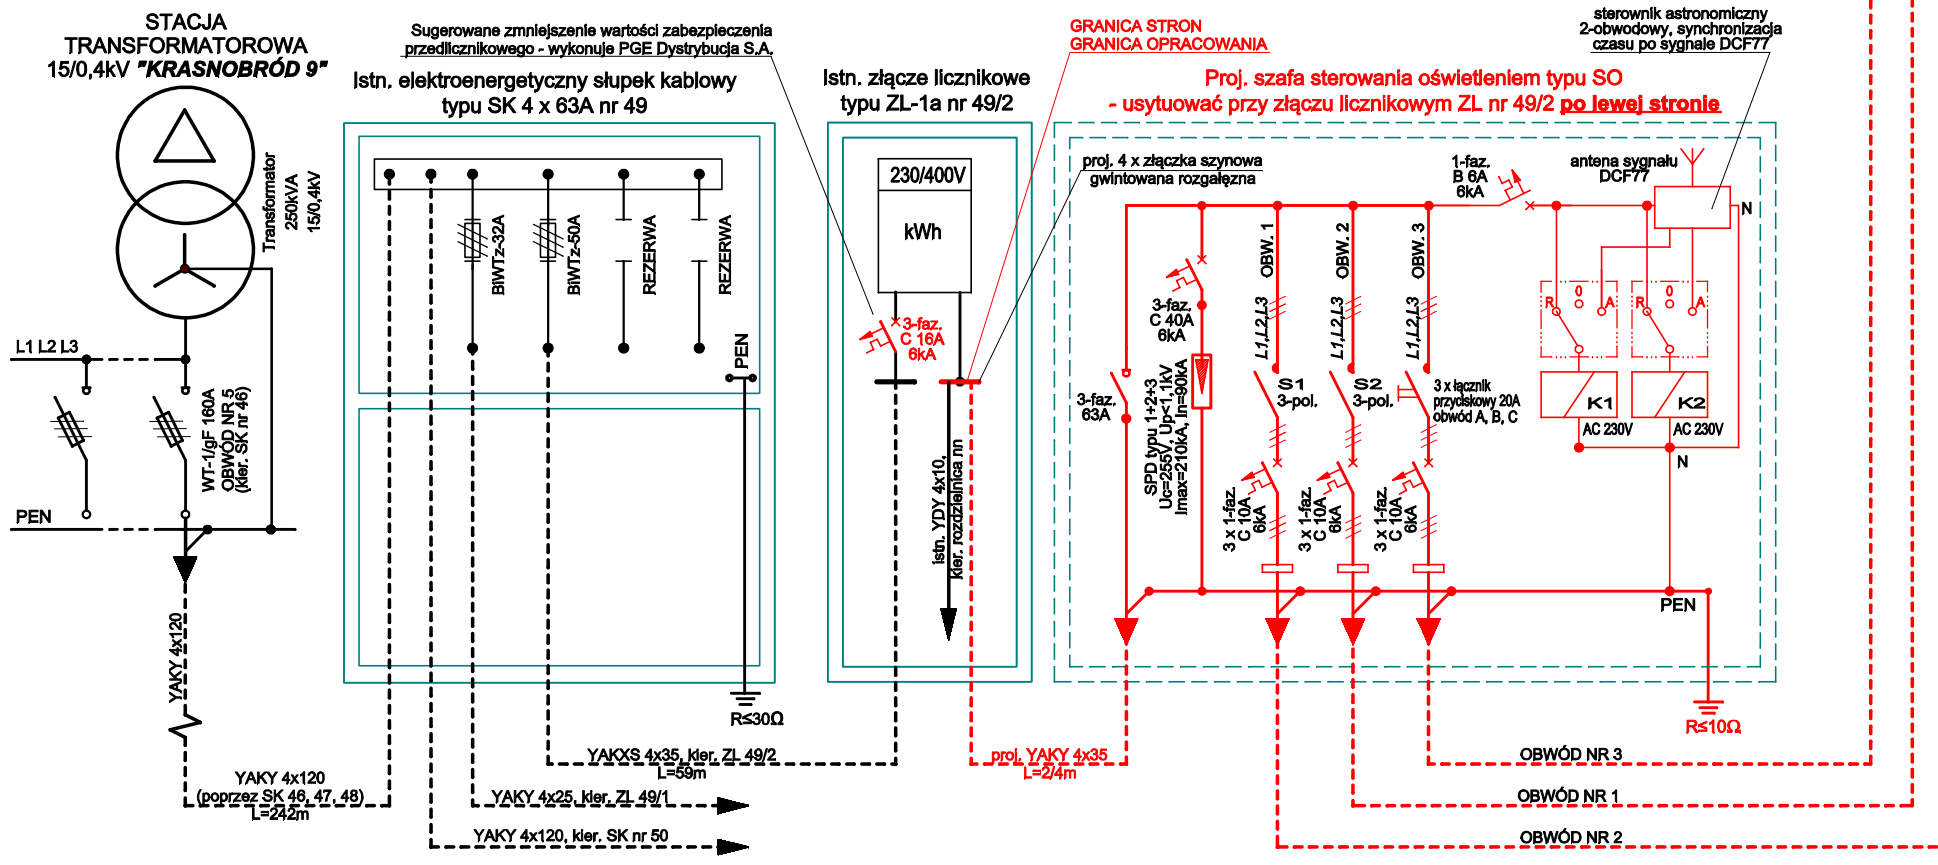 STACJA
TRANSFORMATOROWA
15/0,4kV "KRASNOBRÓD 9"
Transformator
250kVA
15/0,4kV
L1 L2 L3
WT-1/gF 160A
OBWÓD NR 5
(kier. SK nr 46)
PEN
YAKY 4x120
YAKY 4x120
(poprzez SK 46, 47, 48)
L=242m
Sugerowane zmniejszenie wartości zabezpieczenia
przedlicznikowego - wykonuje PGE Dystrybucja S.A.
Istn. elektroenergetyczny słupek kablowy
typu SK 4 x 63A nr 49
BiWTz-32A
BiWTz-50A
REZERWA
REZERWA
PEN
R≤30Ω
YAKXS 4x35, kier. ZL 49/2
L=59m
YAKY 4x25, kier. ZL 49/1
YAKY 4x120, kier. SK nr 50
Istn. złącze licznikowe
typu ZL-1a nr 49/2
230/400V
kWh
3-faz.
C 16A
6kA
istn. YDY 4x10,
kier. rozdzielnica nn
GRANICA STRON
GRANICA OPRACOWANIA
proj. YAKY 4x35
L=2/4m
sterownik astronomiczny
2-obwodowy, synchronizacja
czasu po sygnale DCF77
Proj. szafa sterowania oświetleniem typu SO
- usytuować przy złączu licznikowym ZL nr 49/2 po lewej stronie
proj. 4 x złączka szynowa
gwintowana rozgałęzna
1-faz.
B 6A
6kA
antena sygnału
DCF77
N
3-faz.
63A
3-faz.
C 40A
6kA
SPD typu 1+2+3
Uc=255V, Up<1,1kV
Imax=210kA, In=90kA
OBW. 1
OBW. 2
OBW. 3
L1,L2,L3
L1,L2,L3
L1,L2,L3
S1
3-pol.
S2
3-pol.
3 x łącznik
przyciskowy 20A
obwód A, B, C
3 x 1-faz.
C 10A
6kA
3 x 1-faz.
C 10A
6kA
3 x 1-faz.
C 10A
6kA
R
0
A
R
0
A
K1
K2
AC 230V
AC 230V
N
PEN
R≤10Ω
OBWÓD NR 3
OBWÓD NR 1
OBWÓD NR 2